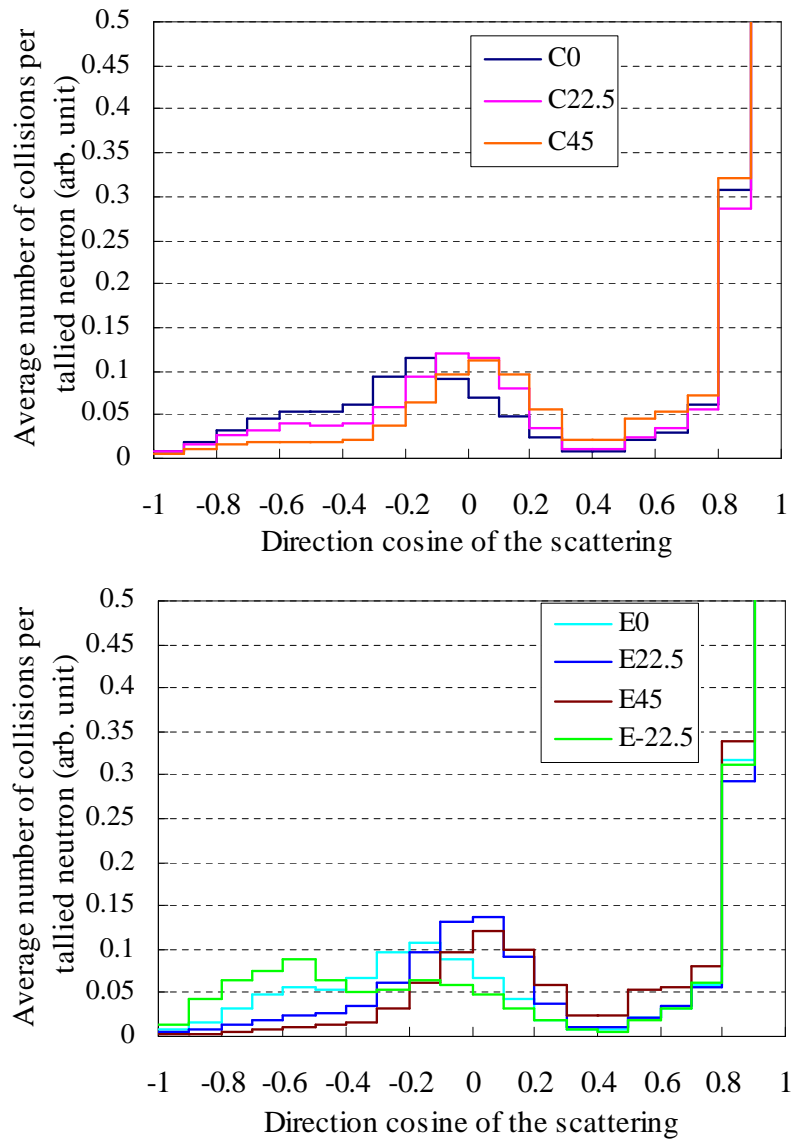 Average number of collisions per
tallied neutron (arb. unit)
0.5
0.45
0.4
0.35
0.3
0.25
0.2
0.15
0.1
0.05
0
C0
C22.5
C45
-1 -0.8 -0.6 -0.4 -0.2 0 0.2 0.4 0.6 0.8 1
Direction cosine of the scattering
Average number of collisions per
tallied neutron (arb. unit)
0.5
0.45
0.4
0.35
0.3
0.25
0.2
0.15
0.1
0.05
0
E0
E22.5
E45
E-22.5
-1 -0.8 -0.6 -0.4 -0.2 0 0.2 0.4 0.6 0.8 1
Direction cosine of the scattering